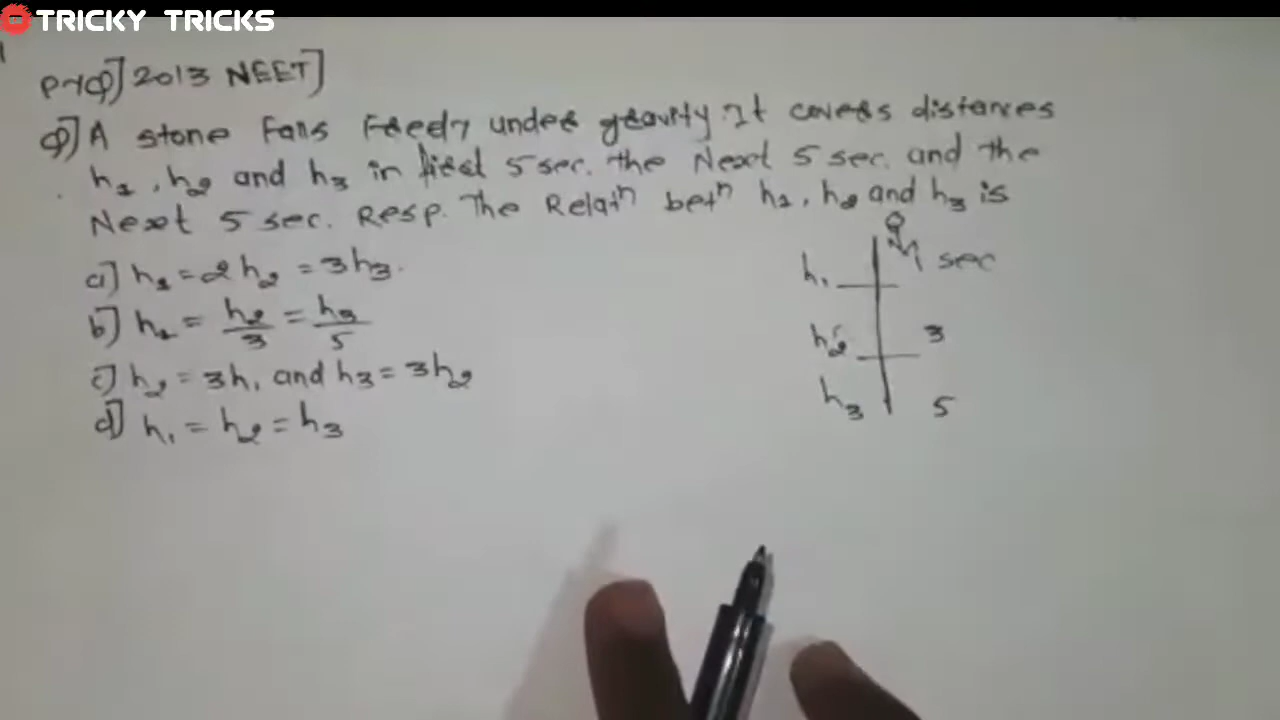 TRICKY TRICKS
PYQ] 2013 NEET]
Q] A stone Falls Freely under gravity. It covers distances
h1, h2 and h3 in first 5 sec. the Next 5 sec. and the
Next 5 sec. Resp. The Relatn betn h1, h2 and h3 is
a] h1 = 2h2 = 3h3.
b] h1 = h2/3 = h3/5
c] h2 = 3h1 and h3 = 3h2
d] h1 = h2 = h3
h1 1 sec
h2 3
h3 5